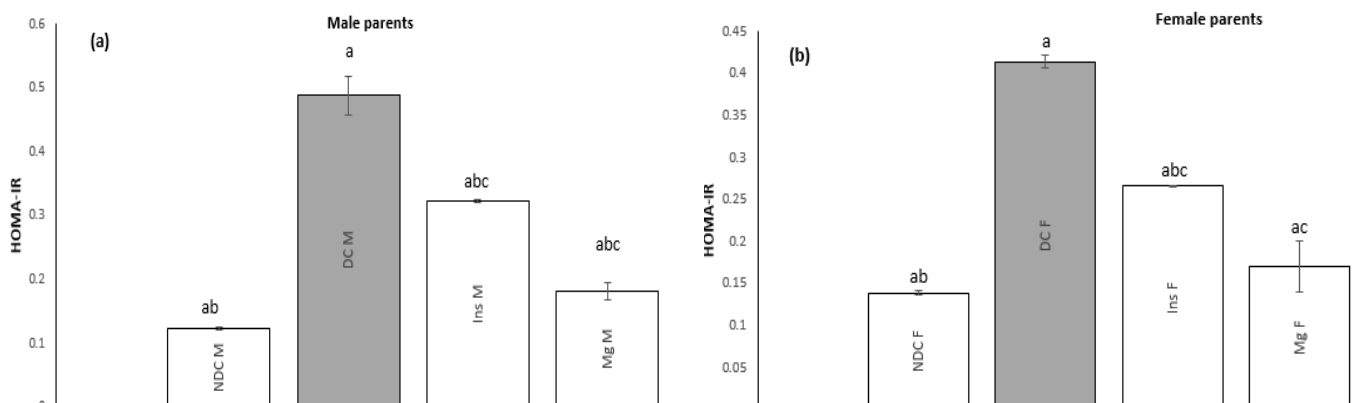 (a)
Male parents
HOMA-IR
0.6
0.5
0.4
0.3
0.2
0.1
ab
a
abc
abc
NDC M
DC M
Ins M
Mg M
(b)
Female parents
HOMA-IR
0.45
0.4
0.35
0.3
0.25
0.2
0.15
0.1
0.05
ab
a
abc
ac
NDC F
DC F
Ins F
Mg F